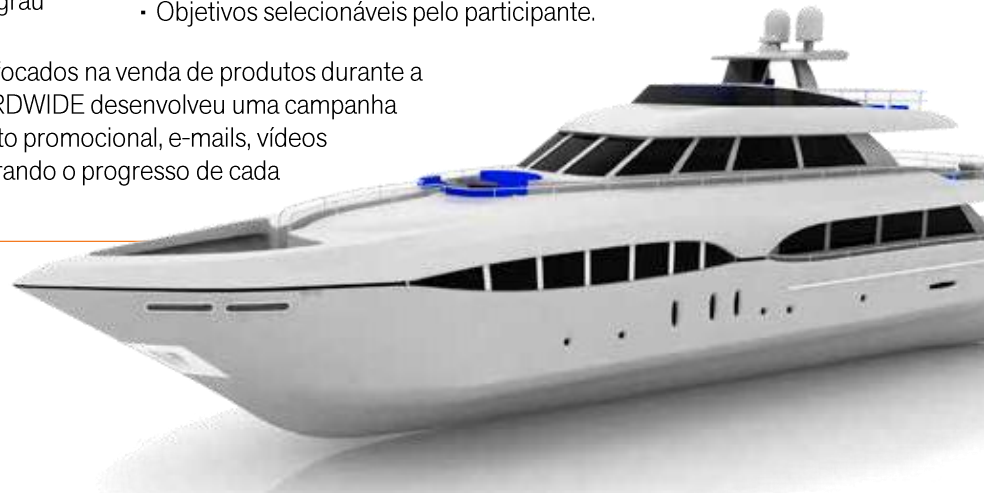 grau
· Objetivos selecionáveis pelo participante.
focados na venda de produtos durante a
RDWIDE desenvolveu uma campanha
to promocional, e-mails, vídeos
rando o progresso de cada